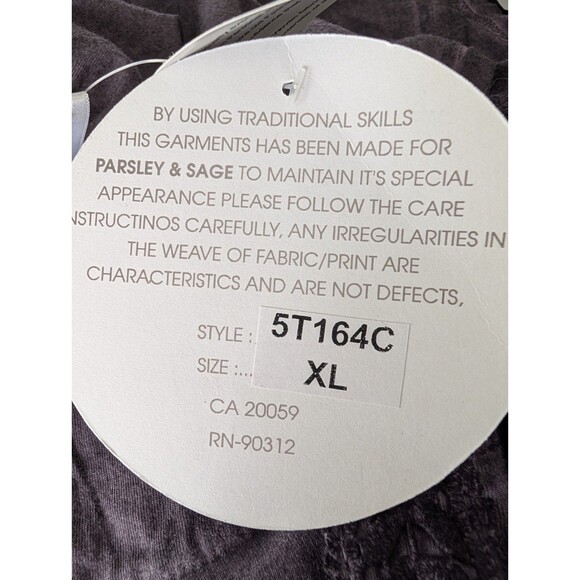 BY USING TRADITIONAL SKILLS
THIS GARMENTS HAS BEEN MADE FOR
PARSLEY & SAGE TO MAINTAIN IT'S SPECIAL
APPEARANCE PLEASE FOLLOW THE CARE
INSTRUCTINOS CAREFULLY, ANY IRREGULARITIES IN
THE WEAVE OF FABRIC/PRINT ARE
CHARACTERISTICS AND ARE NOT DEFECTS,
STYLE : 5T164C
SIZE :... XL
CA 20059
RN-90312